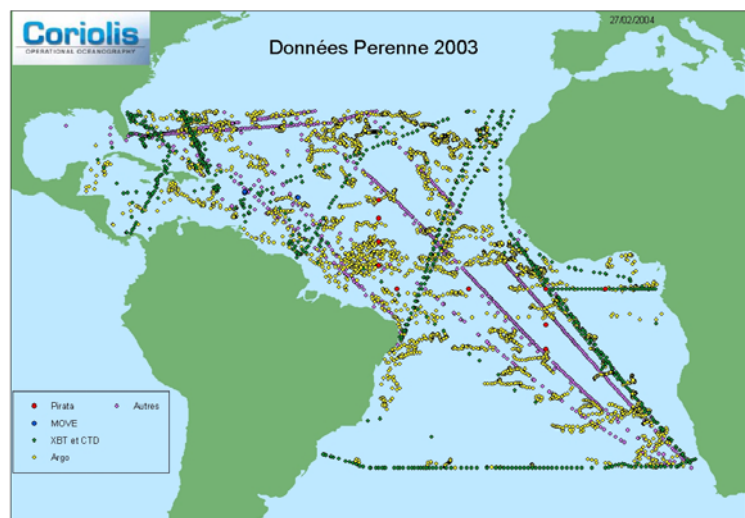 Coriolis
OPERATIONAL OCEANOGRAPHY
27/02/2004
Données Perenne 2003
Pirata
Autres
MOVE
XBT et CTD
Argo